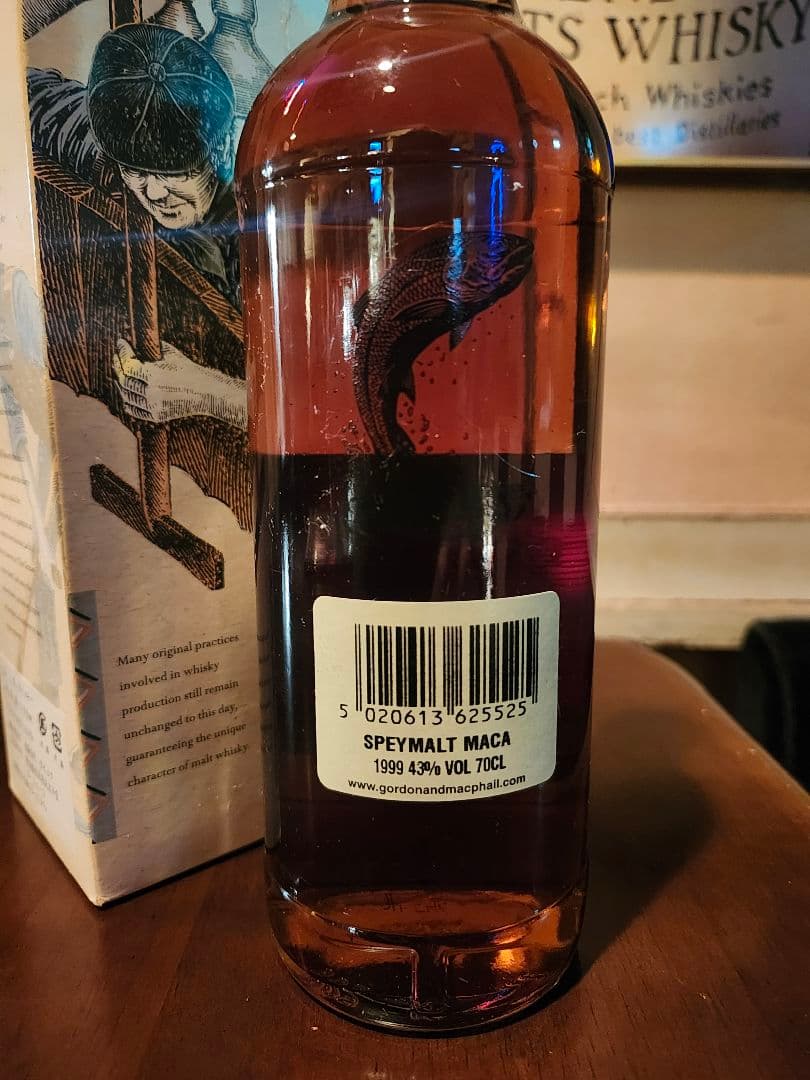 TS WHISKY
ch Whiskies
Best Distilleries
Many original practices
involved in whisky
production still remain
unchanged to this day,
guaranteeing the unique
character of malt whisky
5 020613 625525
SPEYMALT MACA
1999 43% VOL 70CL
www.gordonandmacphail.com